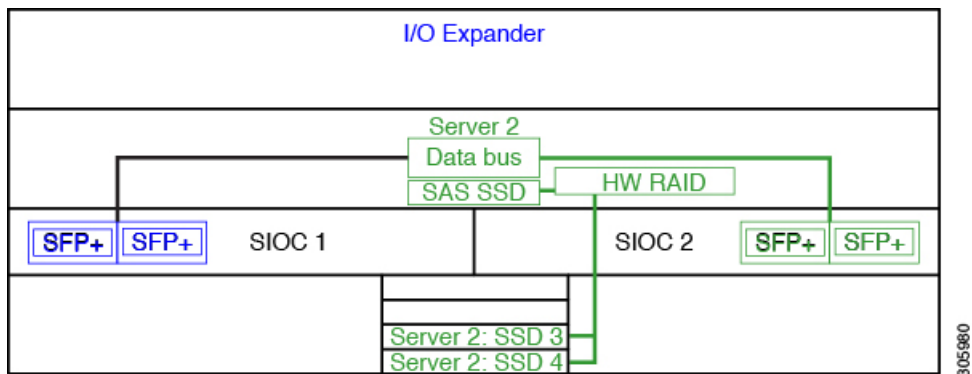 I/O Expander
Server 2
Data bus
SAS SSD
HW RAID
SFP+ SFP+ SIOC 1 SIOC 2 SFP+ SFP+
Server 2: SSD 3
Server 2: SSD 4
305980